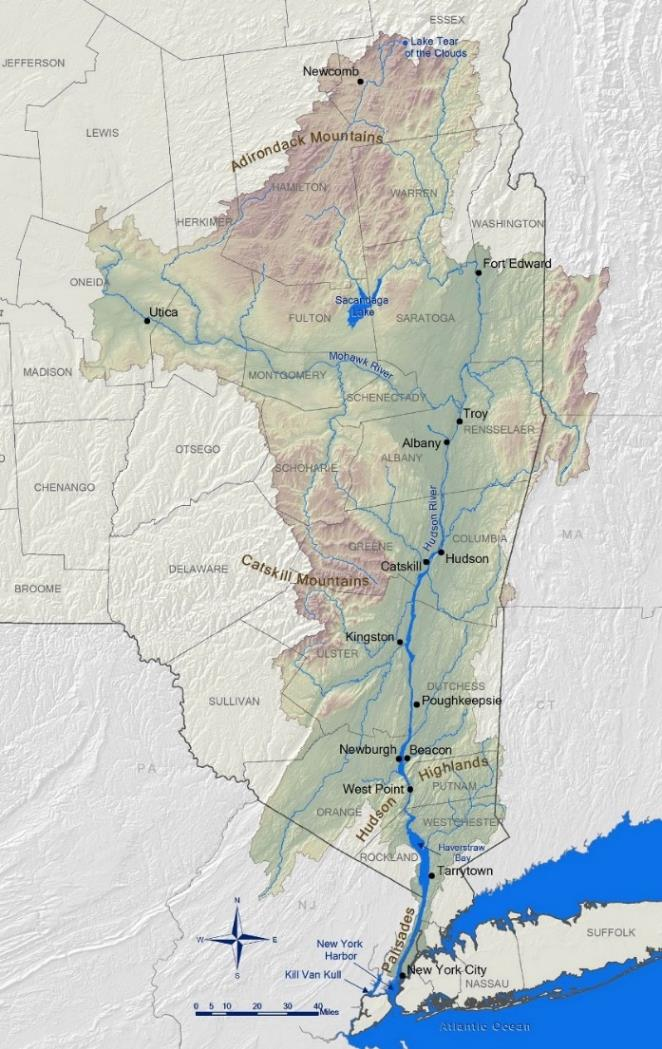 ESSEX
Lake Tear
of the Clouds
JEFFERSON
Newcomb
LEWIS
Adirondack Mountains
VT
HAMILTON
WARREN
HERKIMER
WASHINGTON
Fort Edward
ONEIDA
Sacandaga
Lake
Utica
FULTON
SARATOGA
Mohawk River
MADISON
MONTGOMERY
SCHENECTADY
Troy
RENSSELAER
Albany
OTSEGO
ALBANY
SCHOHARIE
CHENANGO
Hudson River
MA
COLUMBIA
GREENE
Hudson
Catskill
DELAWARE
Catskill Mountains
BROOME
Kingston
ULSTER
DUTCHESS
SULLIVAN
Poughkeepsie
CT
Newburgh
Beacon
PA
Highlands
West Point
PUTNAM
ORANGE
Hudson
WESTCHESTER
Haverstraw
Bay
ROCKLAND
Tarrytown
NJ
N
W
E
S
Palisades
SUFFOLK
New York
Harbor
Kill Van Kull
New York City
NASSAU
0 5 10 20 30 40
Miles
Atlantic Ocean